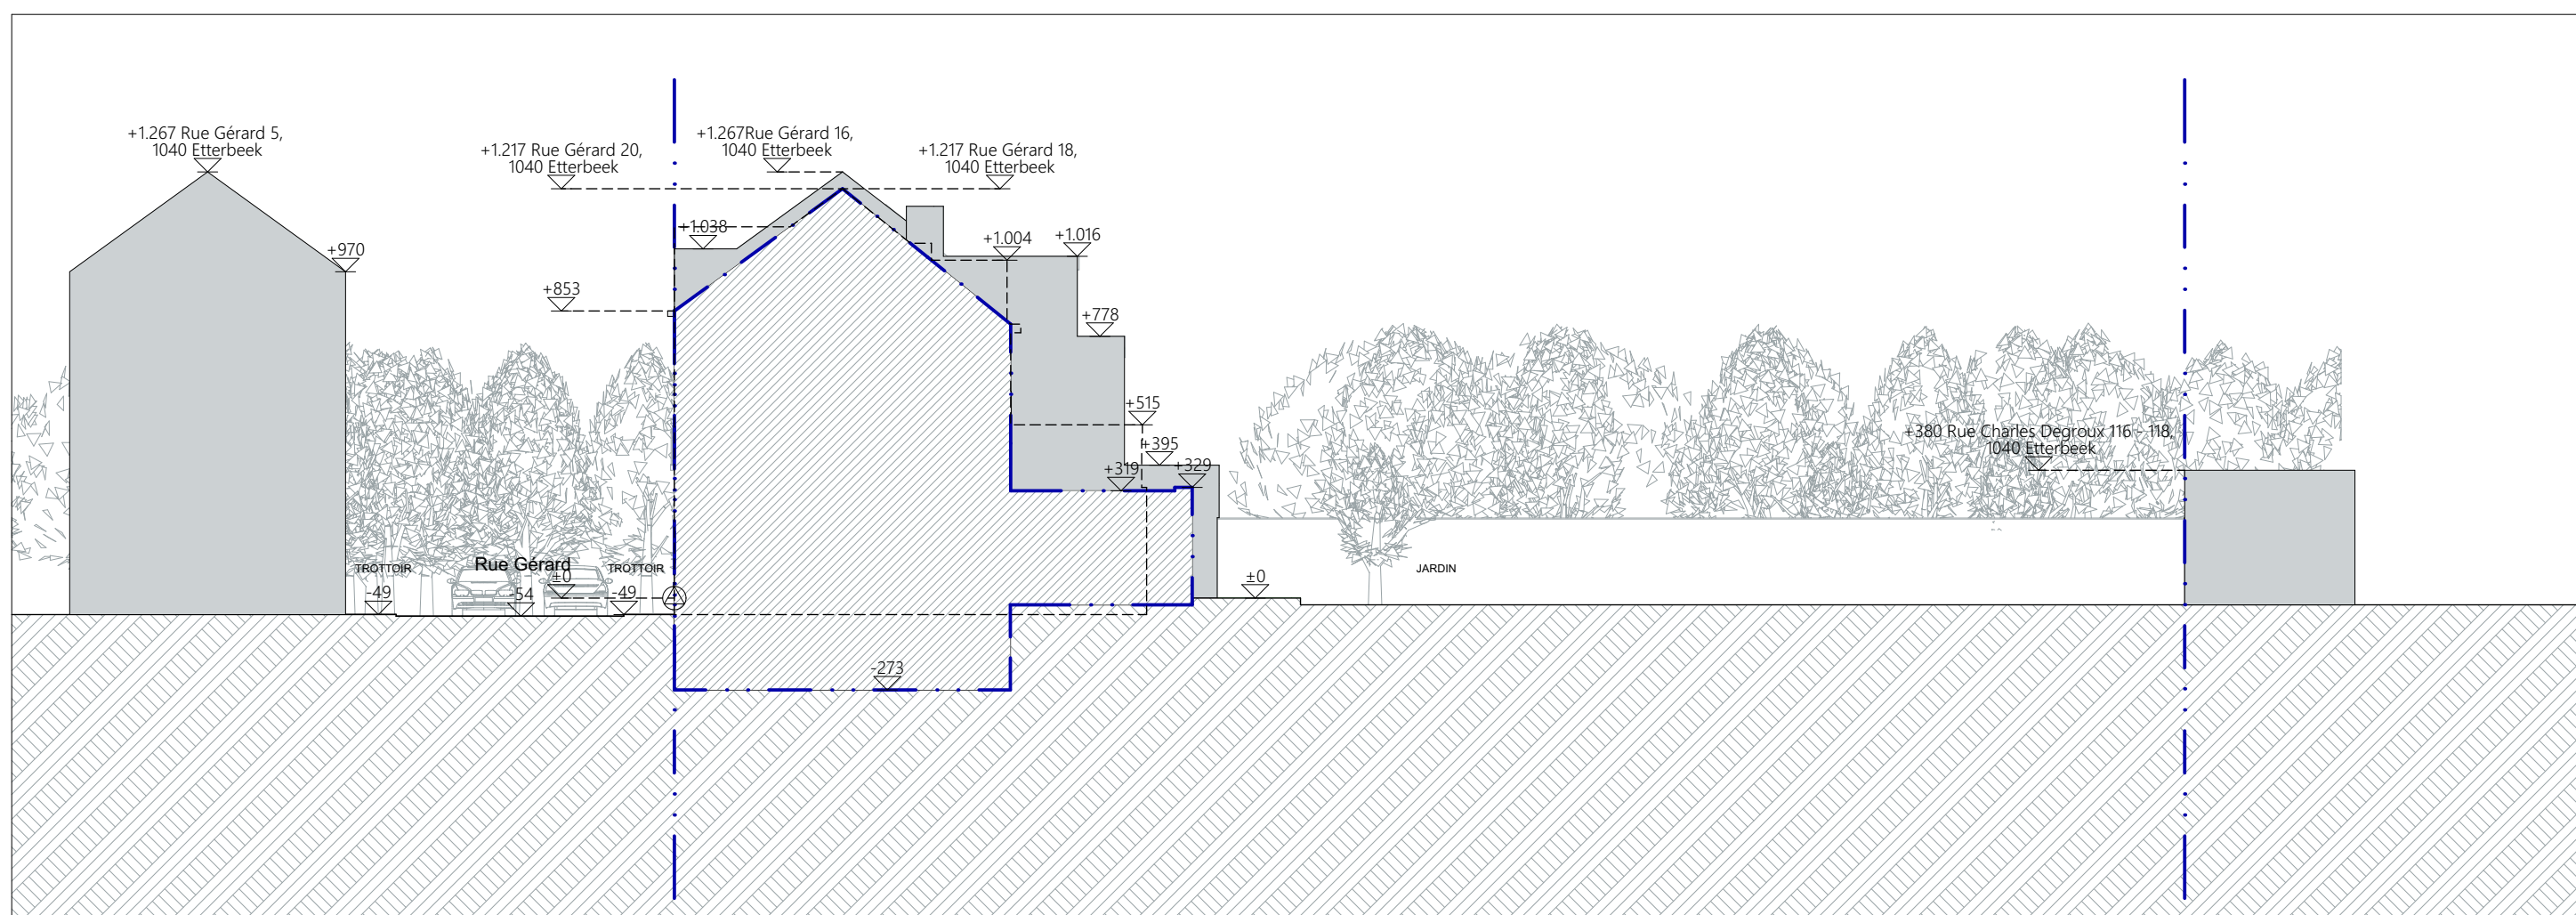 +1.267 Rue Gérard 5,
1040 Etterbeek
+1.217 Rue Gérard 20,
1040 Etterbeek
+1.267Rue Gérard 16,
1040 Etterbeek
+1.217 Rue Gérard 18,
1040 Etterbeek
+970
+1.038
+1.004
+1.016
+853
+778
+515
+395
+319
+329
+380 Rue Charles Degroux 116 - 118,
1040 Etterbeek
TROTTOIR
-49
Rue Gérard
±0
-54
TROTTOIR
-49
±0
JARDIN
-273